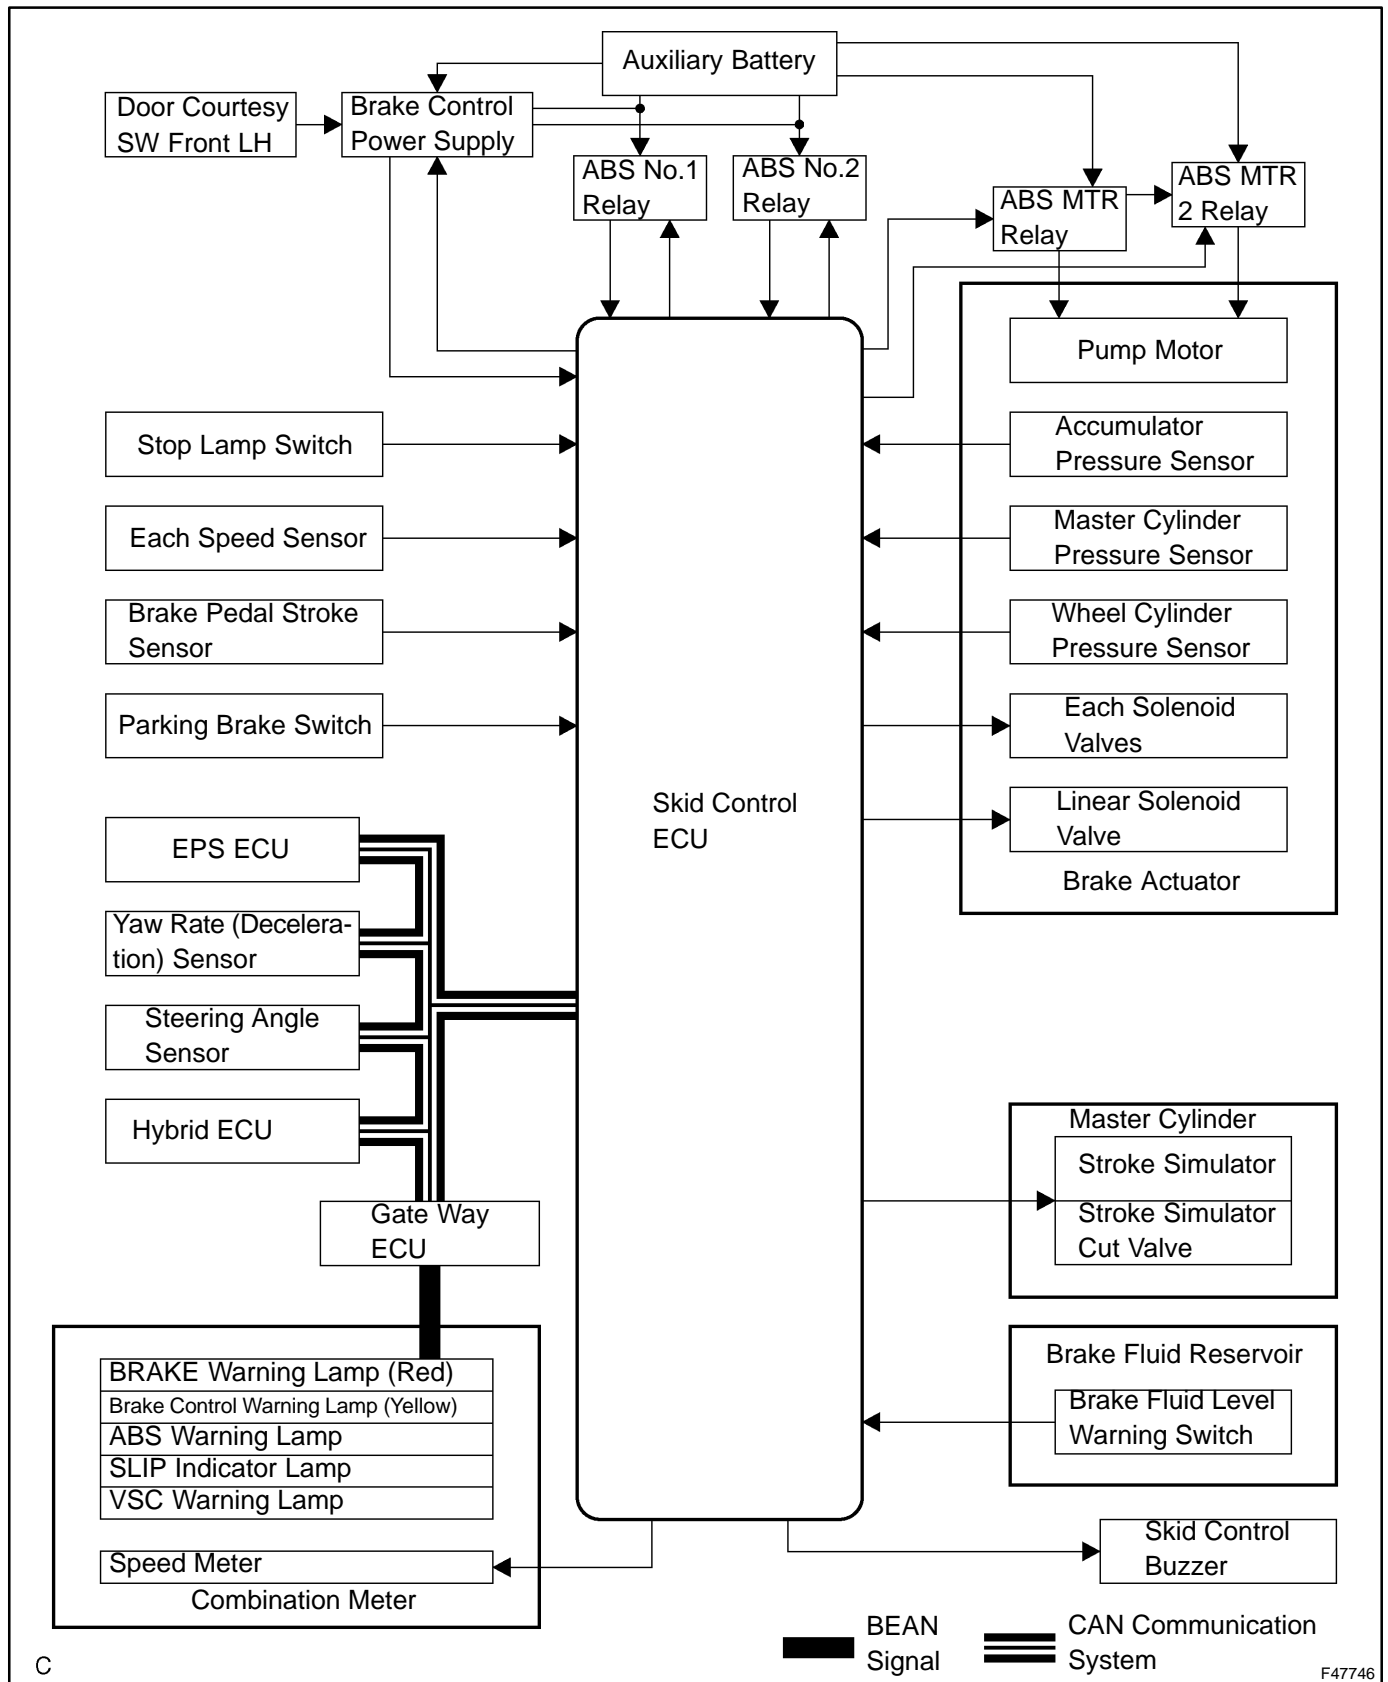 Auxiliary Battery
Door Courtesy
SW Front LH
Brake Control
Power Supply
ABS No.1
Relay
ABS No.2
Relay
ABS MTR
Relay
ABS MTR
2 Relay
Pump Motor
Stop Lamp Switch
Accumulator
Pressure Sensor
Each Speed Sensor
Master Cylinder
Pressure Sensor
Brake Pedal Stroke
Sensor
Wheel Cylinder
Pressure Sensor
Parking Brake Switch
Each Solenoid
Valves
Skid Control
ECU
Linear Solenoid
Valve
Brake Actuator
EPS ECU
Yaw Rate (Decelera-
tion) Sensor
Steering Angle
Sensor
Hybrid ECU
Gate Way
ECU
Master Cylinder
Stroke Simulator
Stroke Simulator
Cut Valve
Brake Fluid Reservoir
Brake Fluid Level
Warning Switch
BRAKE Warning Lamp (Red)
Brake Control Warning Lamp (Yellow)
ABS Warning Lamp
SLIP Indicator Lamp
VSC Warning Lamp
Speed Meter
Combination Meter
Skid Control
Buzzer
BEAN
Signal
CAN Communication
System
C
F47746